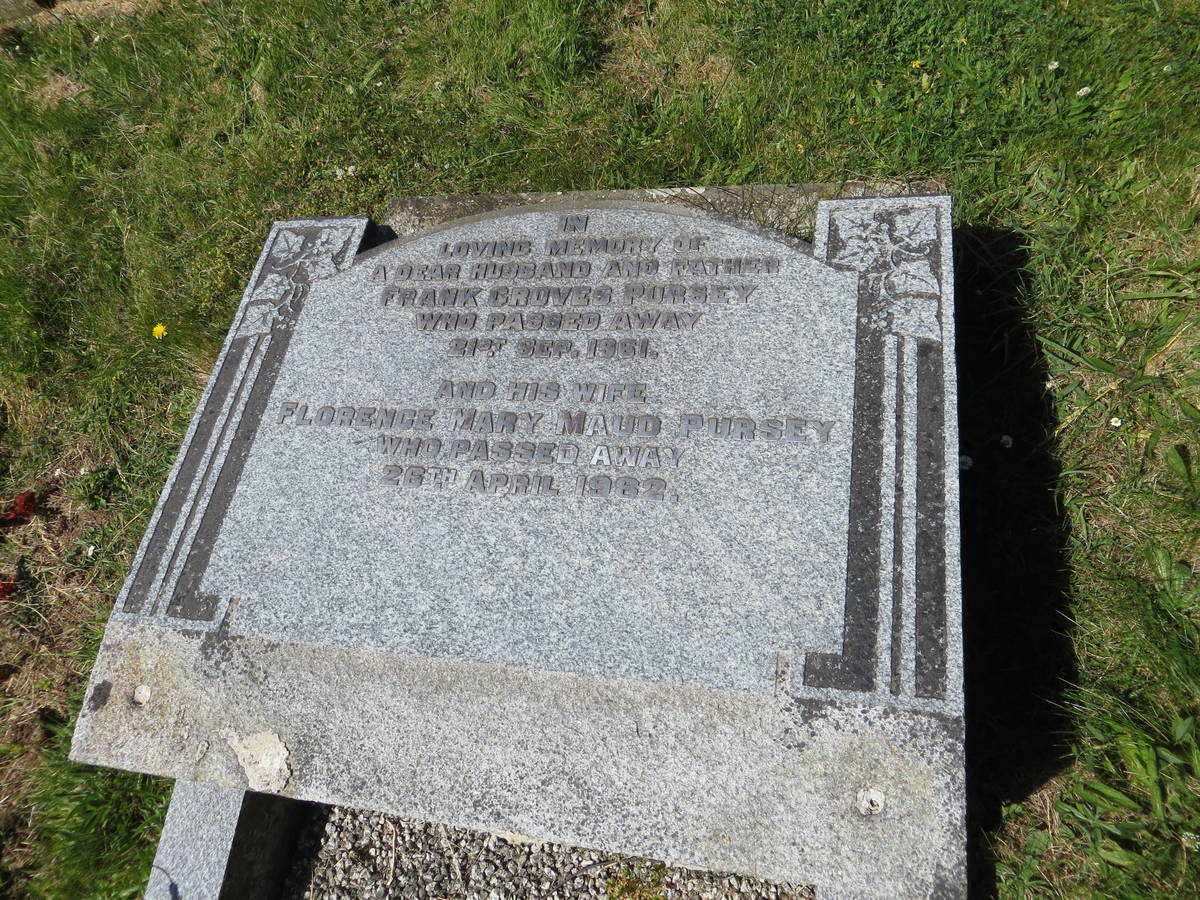 IN
LOVING MEMORY OF
A DEAR HUSBAND AND FATHER
FRANK GROVES PURSEY
WHO PASSED AWAY
21ST SEP. 1961.
AND HIS WIFE
FLORENCE MARY MAUD PURSEY
WHO PASSED AWAY
26TH APRIL 1962.